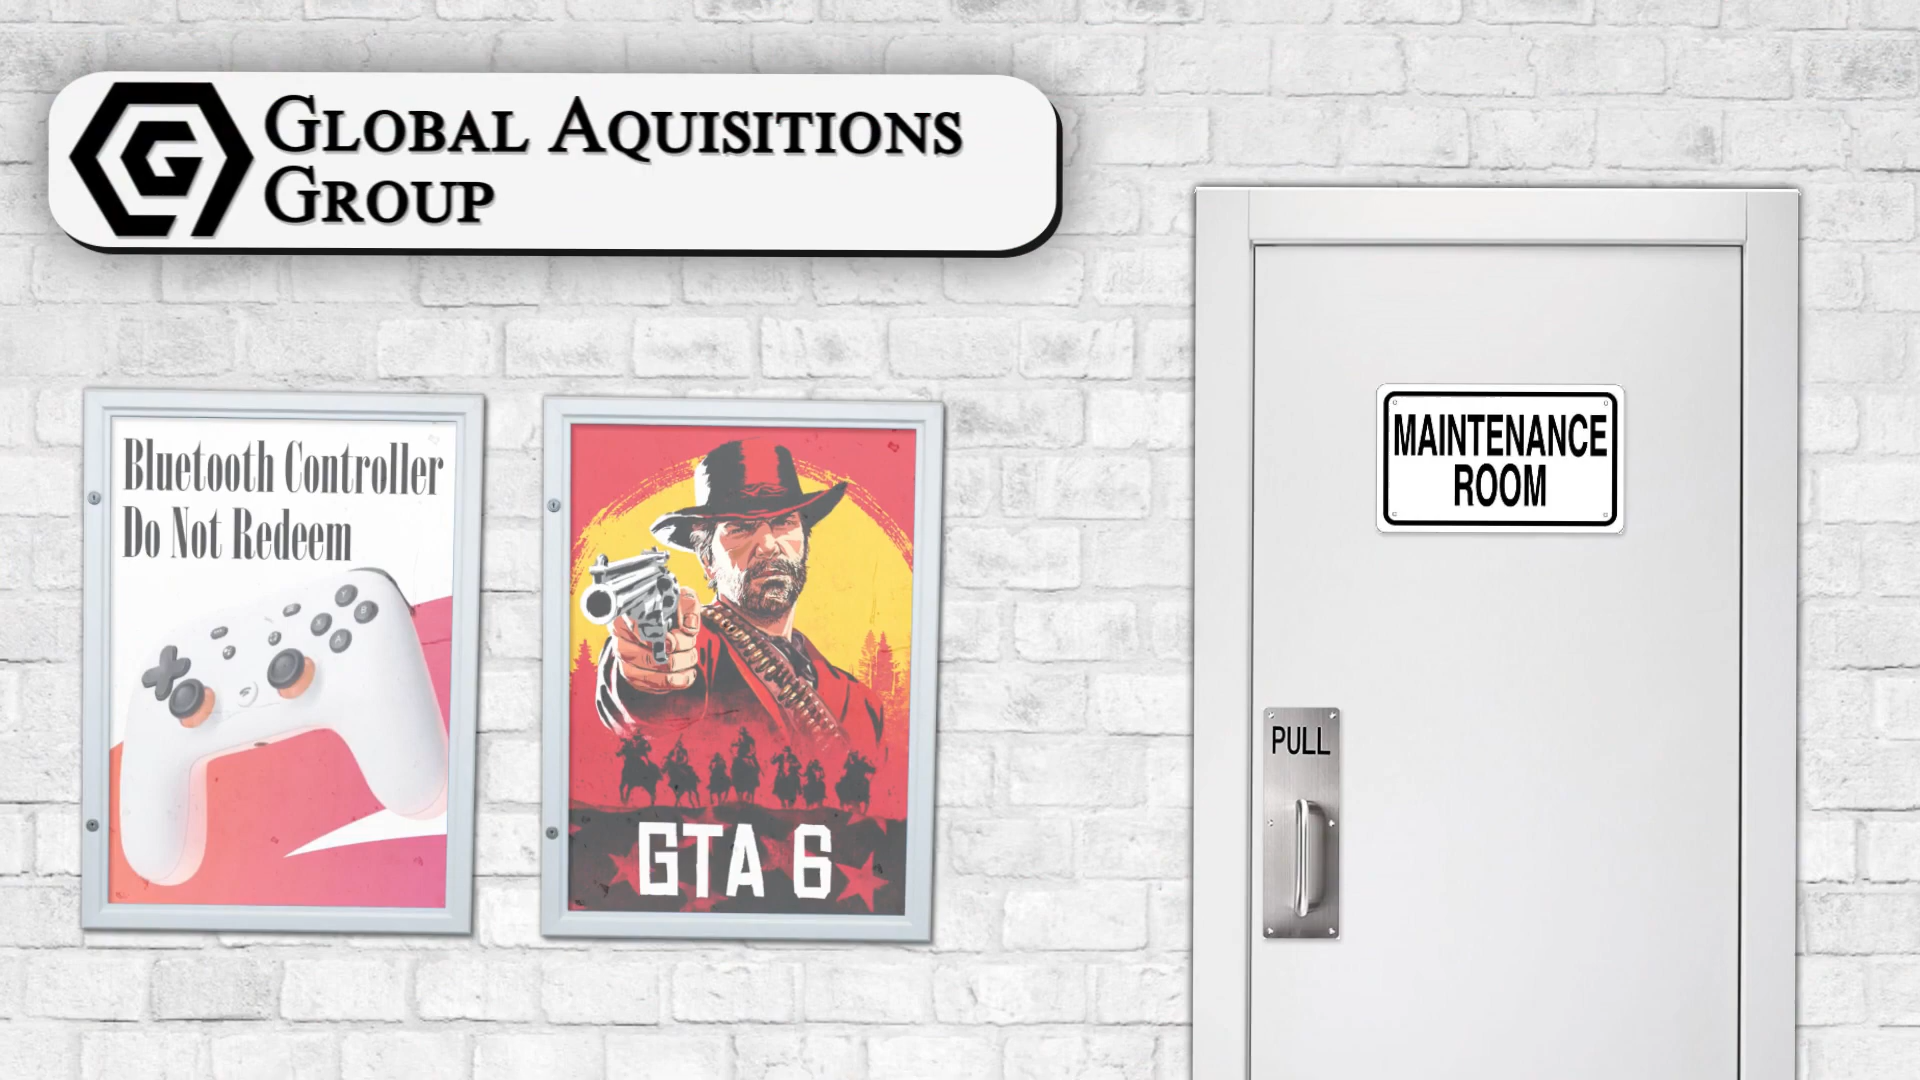 Global Aquisitions
Group
Bluetooth Controller
Do Not Redeem
GTA 6
MAINTENANCE
ROOM
PULL